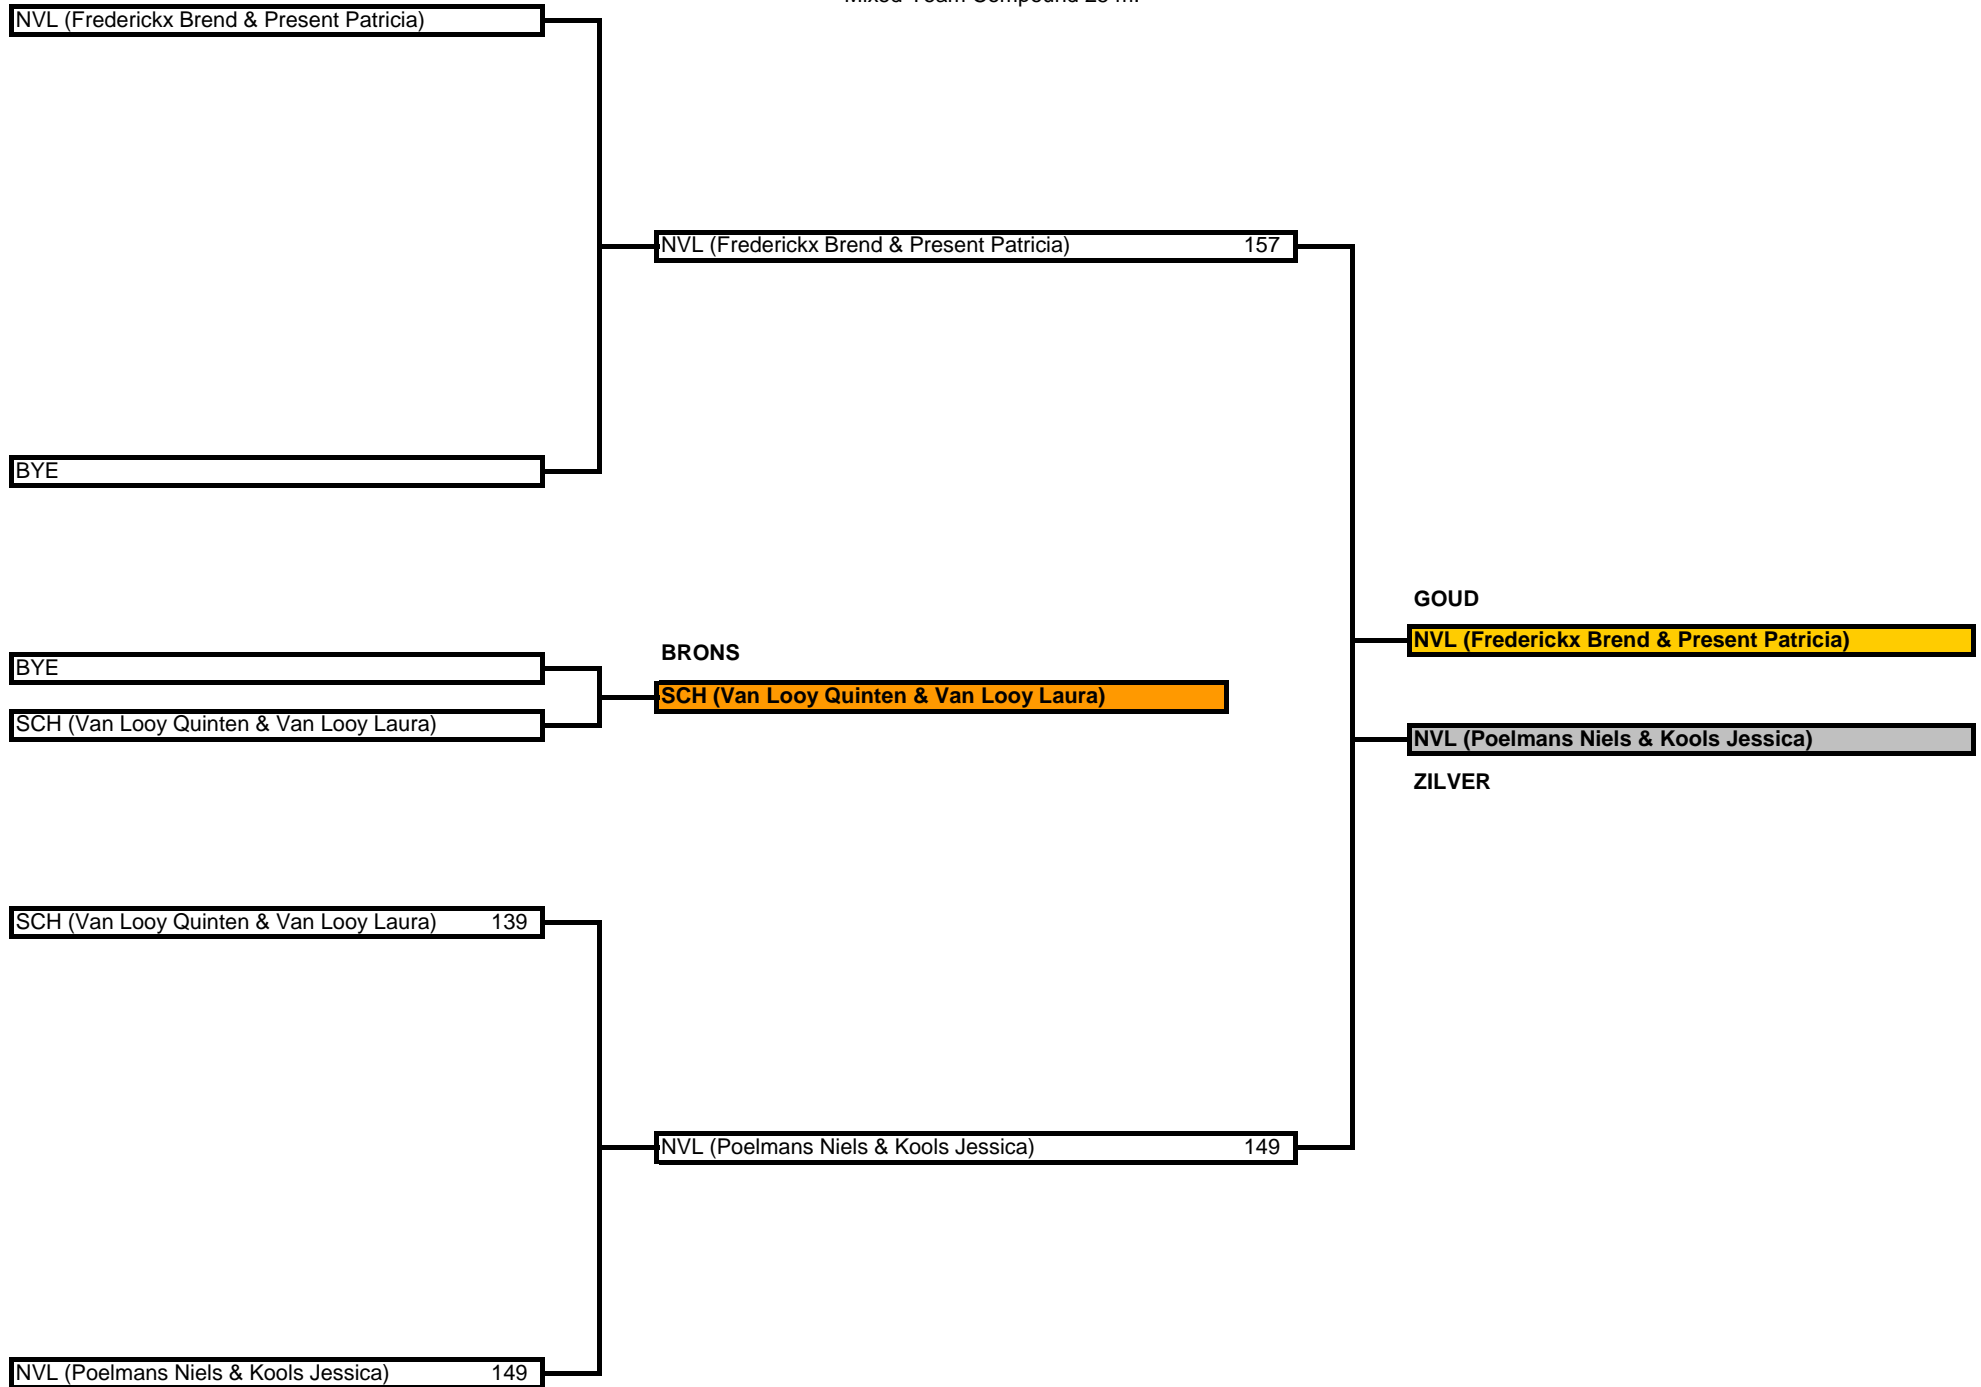 NVL (Frederickx Brend & Present Patricia)
NVL (Frederickx Brend & Present Patricia) 157
BYE
GOUD
NVL (Frederickx Brend & Present Patricia)
BRONS
BYE
SCH (Van Looy Quinten & Van Looy Laura)
SCH (Van Looy Quinten & Van Looy Laura)
NVL (Poelmans Niels & Kools Jessica)
ZILVER
SCH (Van Looy Quinten & Van Looy Laura) 139
NVL (Poelmans Niels & Kools Jessica) 149
NVL (Poelmans Niels & Kools Jessica) 149